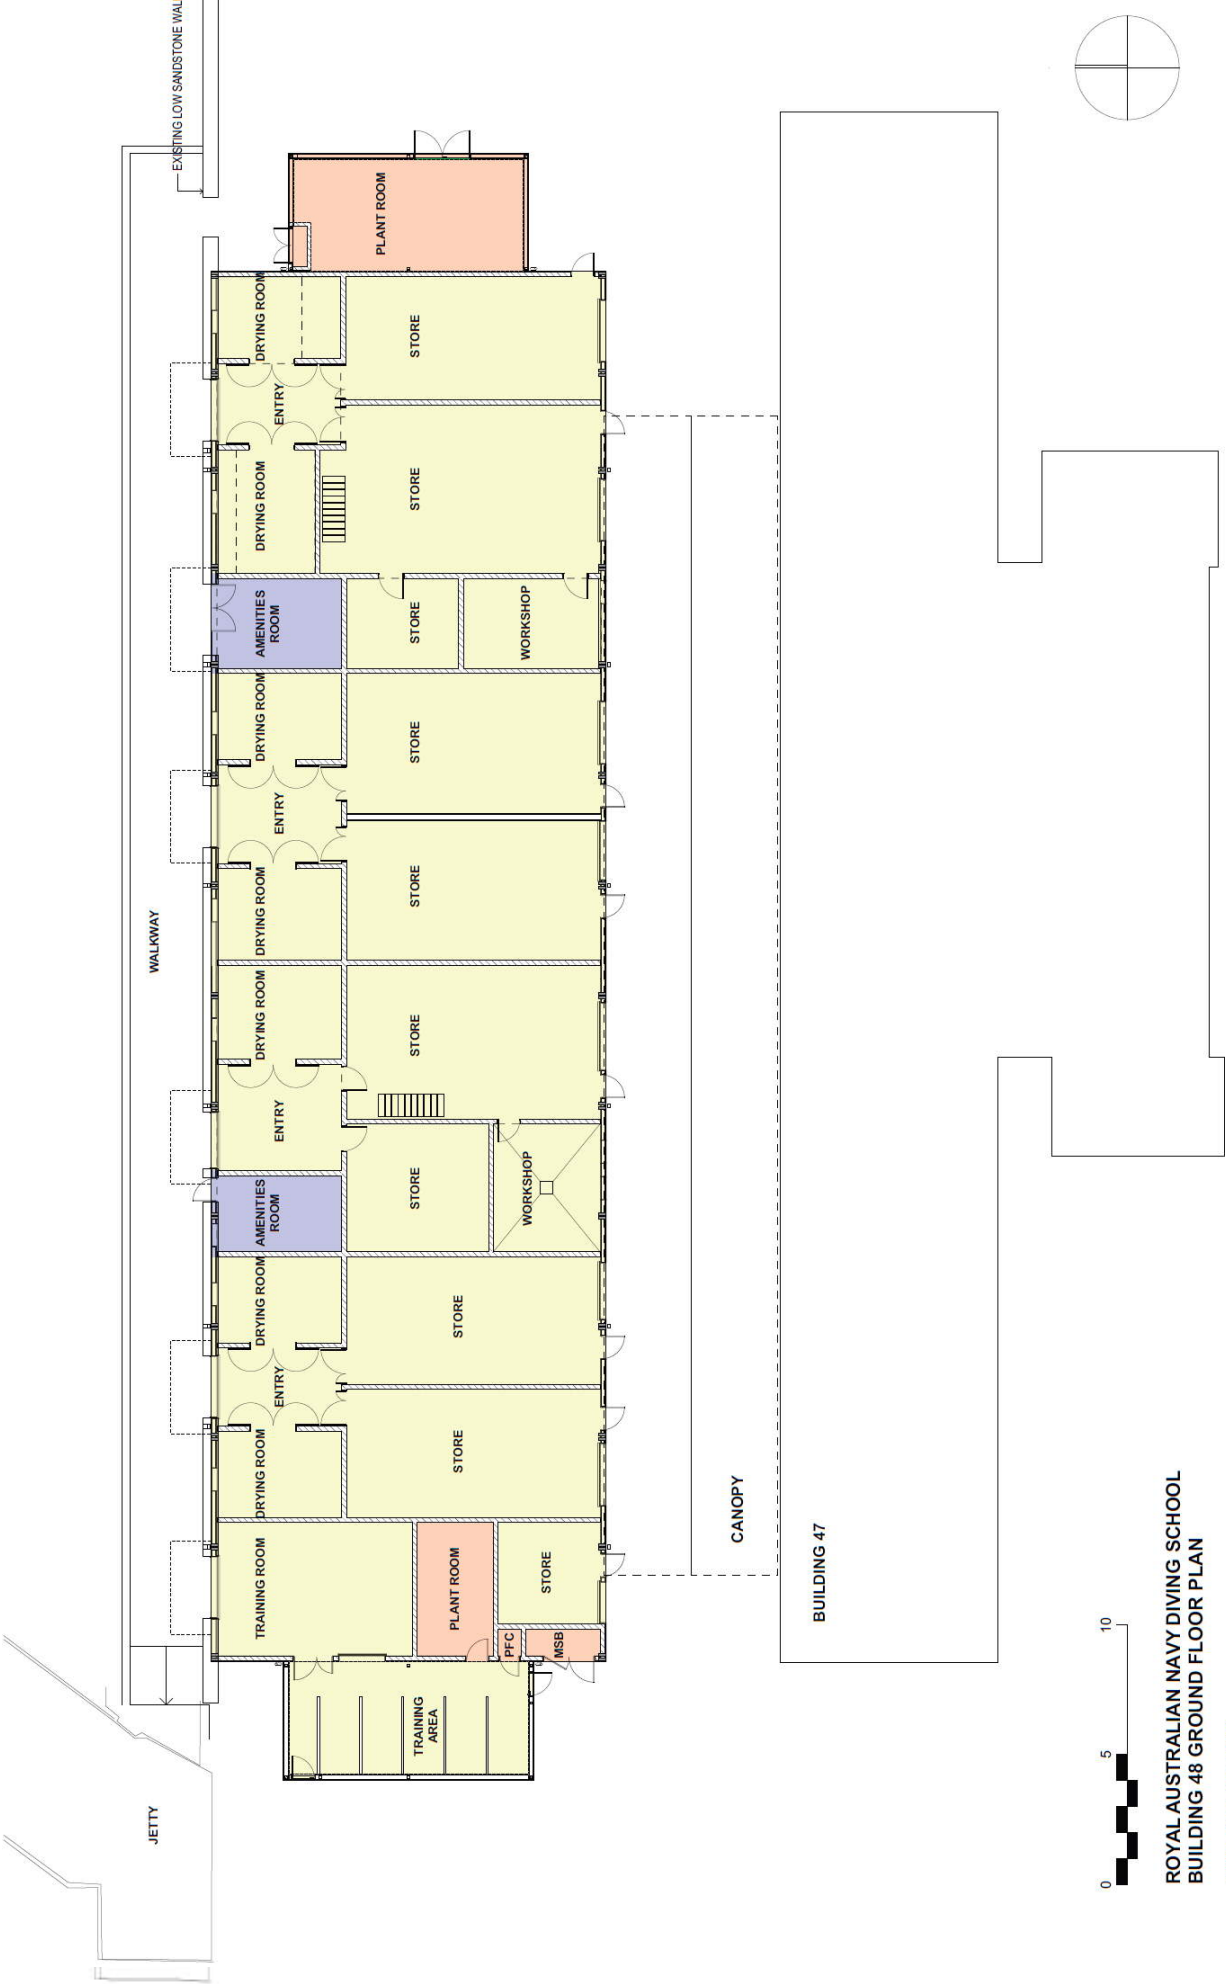 JETTY
WALKWAY
EXISTING LOW SANDSTONE WAL
TRAINING ROOM
DRYING ROOM
ENTRY
DRYING ROOM
AMENITIES
ROOM
ENTRY
DRYING ROOM
DRYING ROOM
ENTRY
DRYING ROOM
AMENITIES
ROOM
DRYING ROOM
ENTRY
DRYING ROOM
PLANT ROOM
TRAINING
AREA
PLANT ROOM
STORE
STORE
STORE
STORE
STORE
STORE
STORE
STORE
STORE
PFC
MSB
STORE
WORKSHOP
WORKSHOP
CANOPY
BUILDING 47
0 5 10
ROYAL AUSTRALIAN NAVY DIVING SCHOOL
BUILDING 48 GROUND FLOOR PLAN